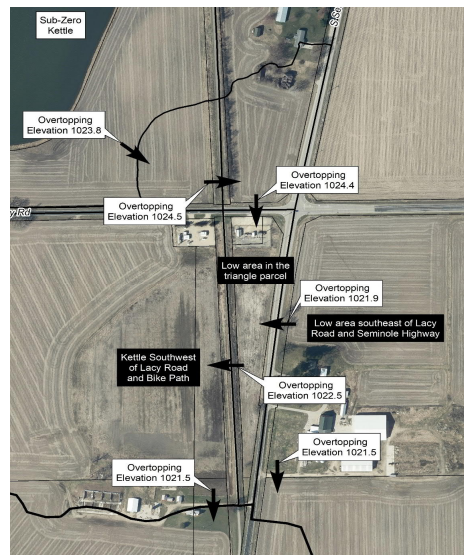 Sub-Zero
Kettle
S Se
Overtopping
Elevation 1023.8
Overtopping
Elevation 1024.4
Overtopping
Elevation 1024.5
y Rd
Low area in the
triangle parcel
Overtopping
Elevation 1021.9
Low area southeast of Lacy
Road and Seminole Highway
Kettle Southwest
of Lacy Road
and Bike Path
Overtopping
Elevation 1022.5
Overtopping
Elevation 1021.5
Overtopping
Elevation 1021.5